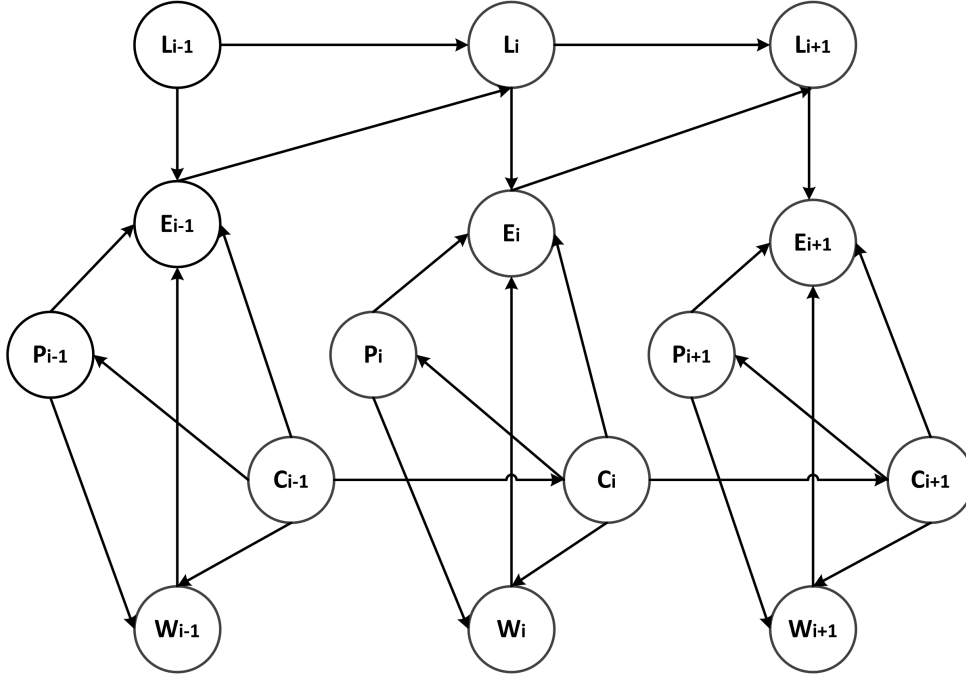 Li-1 Li Li+1
Ei-1 Ei Ei+1
Pi-1 Pi Pi+1
Ci-1 Ci Ci+1
Wi-1 Wi Wi+1